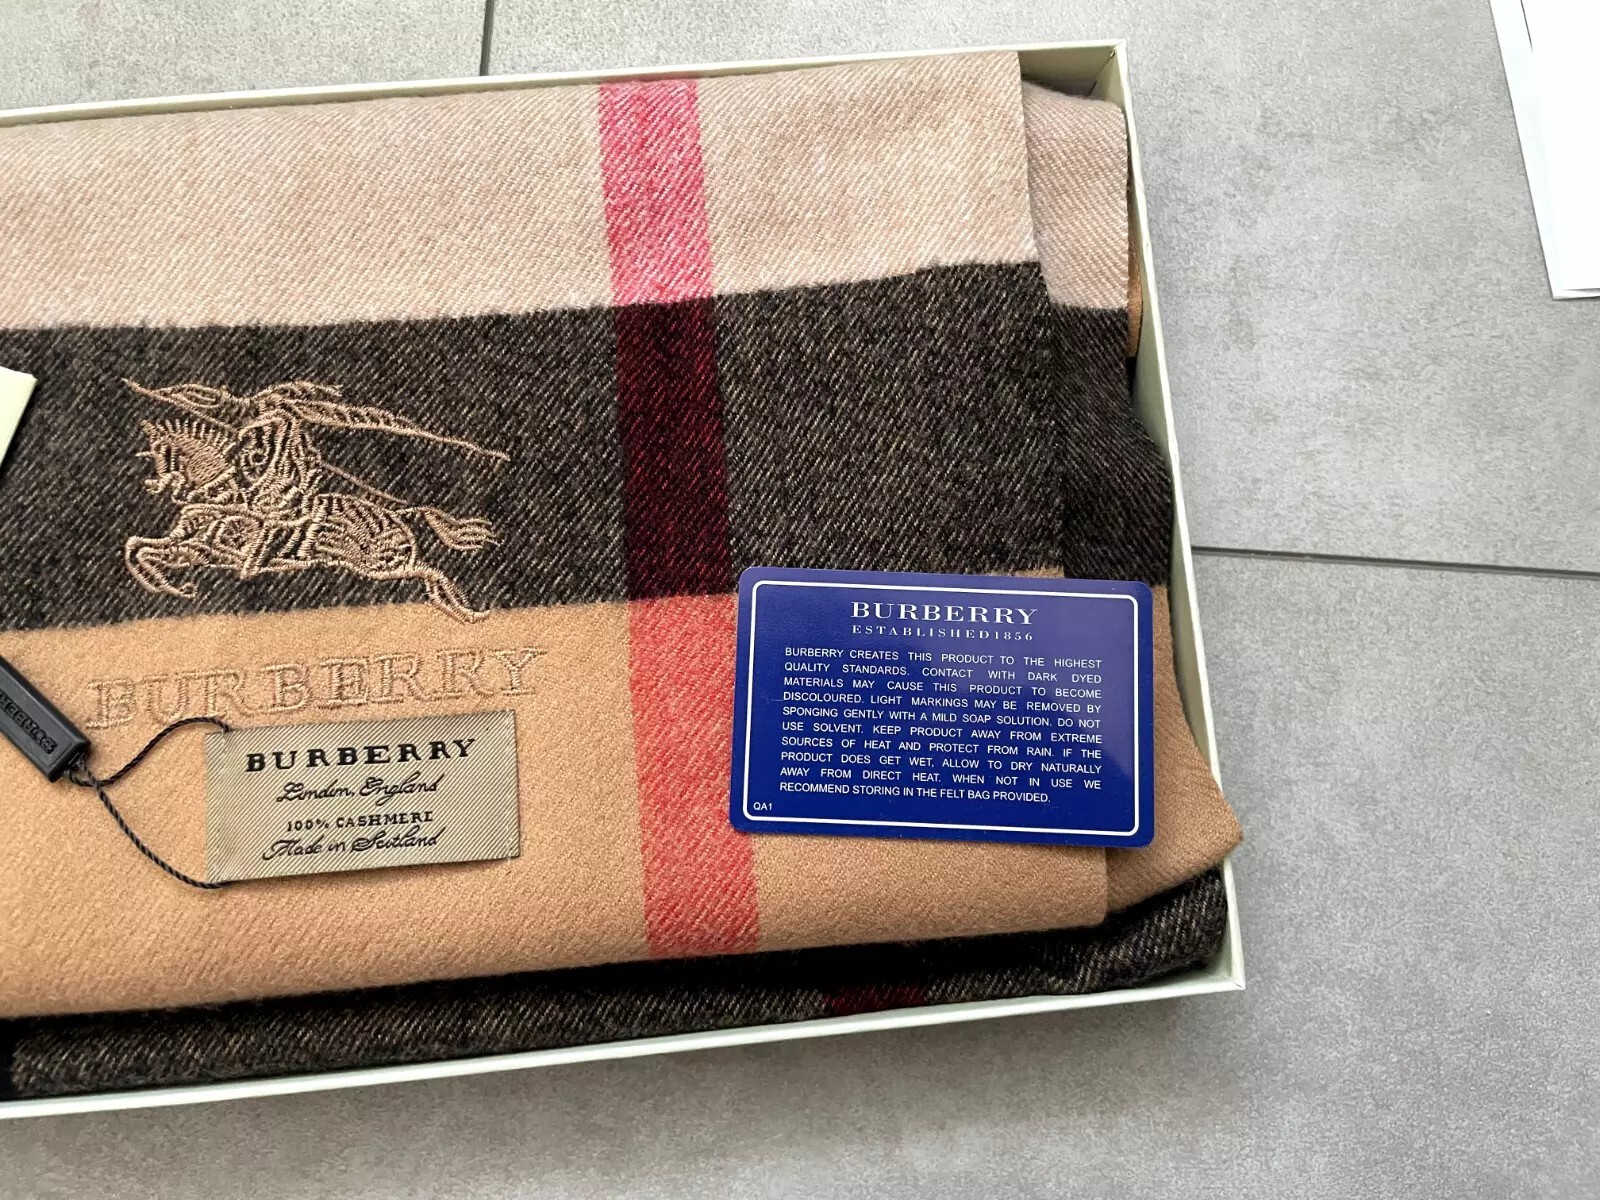 BURBERRY
BURBERRY
London, England
100% CASHMERE
Made in Scotland
BURBERRY
ESTABLISHED 1856
BURBERRY CREATES THIS PRODUCT TO THE HIGHEST
QUALITY STANDARDS. CONTACT WITH DARK DYED
MATERIALS MAY CAUSE THIS PRODUCT TO BECOME
DISCOLOURED. LIGHT MARKINGS MAY BE REMOVED BY
SPONGING GENTLY WITH A MILD SOAP SOLUTION. DO NOT
USE SOLVENT. KEEP PRODUCT AWAY FROM EXTREME
SOURCES OF HEAT AND PROTECT FROM RAIN. IF THE
PRODUCT DOES GET WET, ALLOW TO DRY NATURALLY
AWAY FROM DIRECT HEAT. WHEN NOT IN USE WE
RECOMMEND STORING IN THE FELT BAG PROVIDED.
QA1